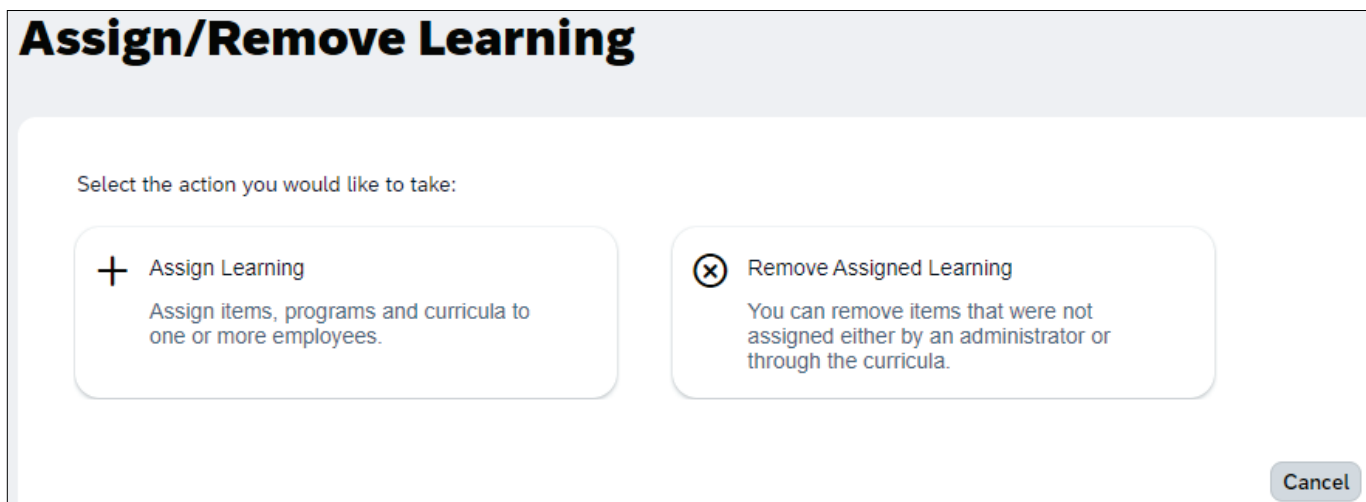 Assign/Remove Learning
Select the action you would like to take:
Assign Learning
Assign items, programs and curricula to
one or more employees.
Remove Assigned Learning
You can remove items that were not
assigned either by an administrator or
through the curricula.
Cancel